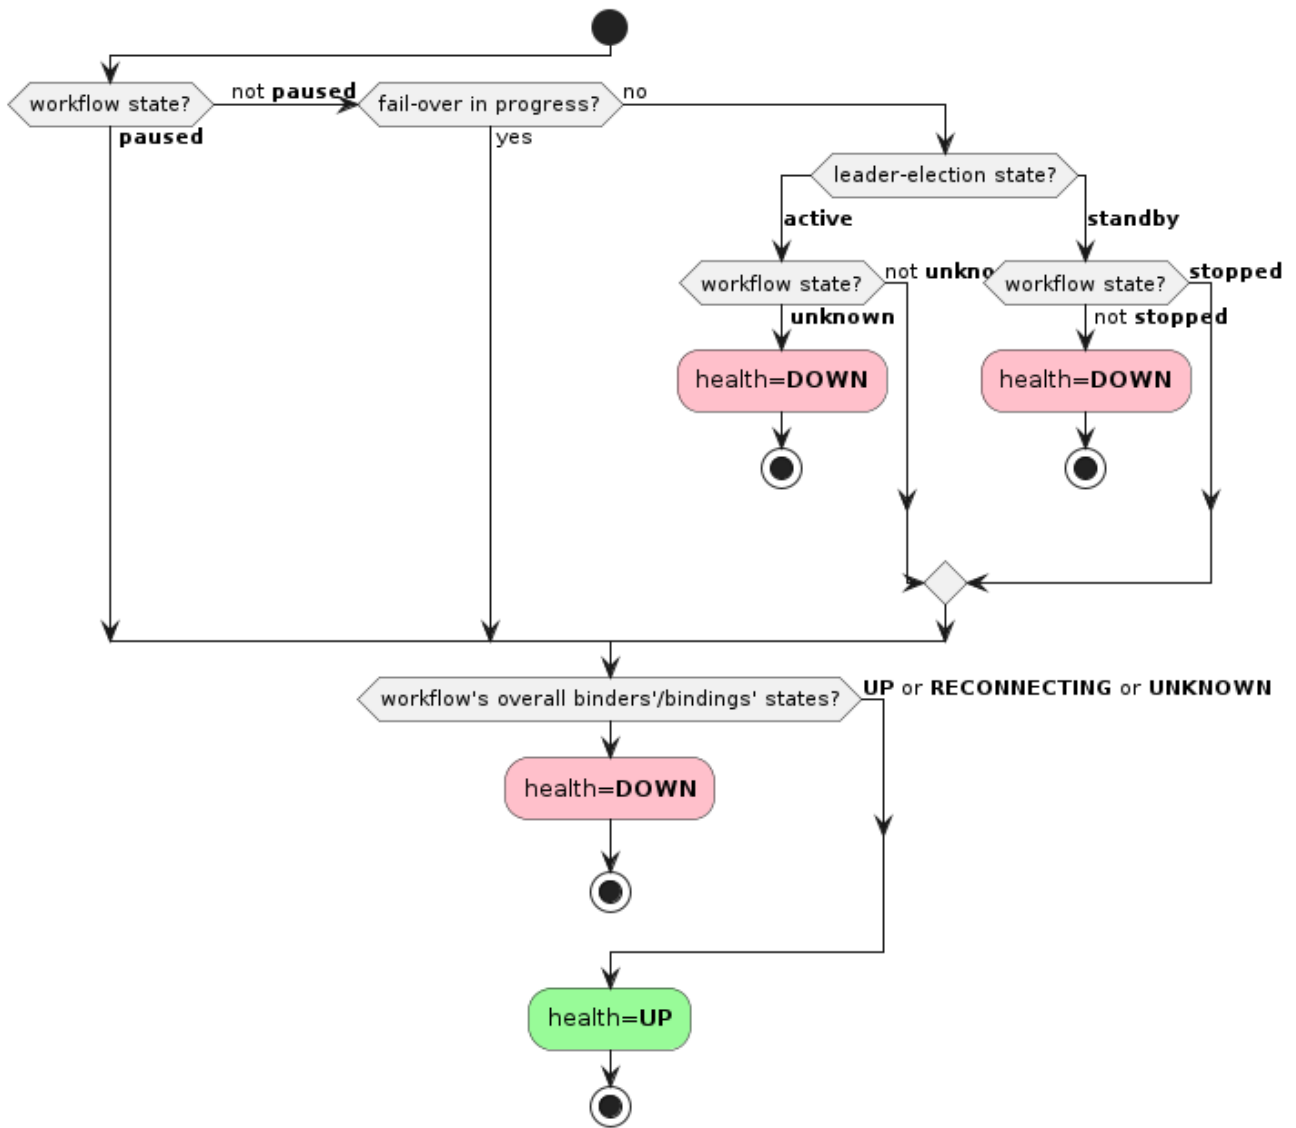 workflow state?
not paused
fail-over in progress?
no
paused
yes
leader-election state?
active
standby
workflow state?
not unkno
workflow state?
stopped
unknown
not stopped
health=DOWN
health=DOWN
workflow's overall binders'/bindings' states?
UP or RECONNECTING or UNKNOWN
health=DOWN
health=UP